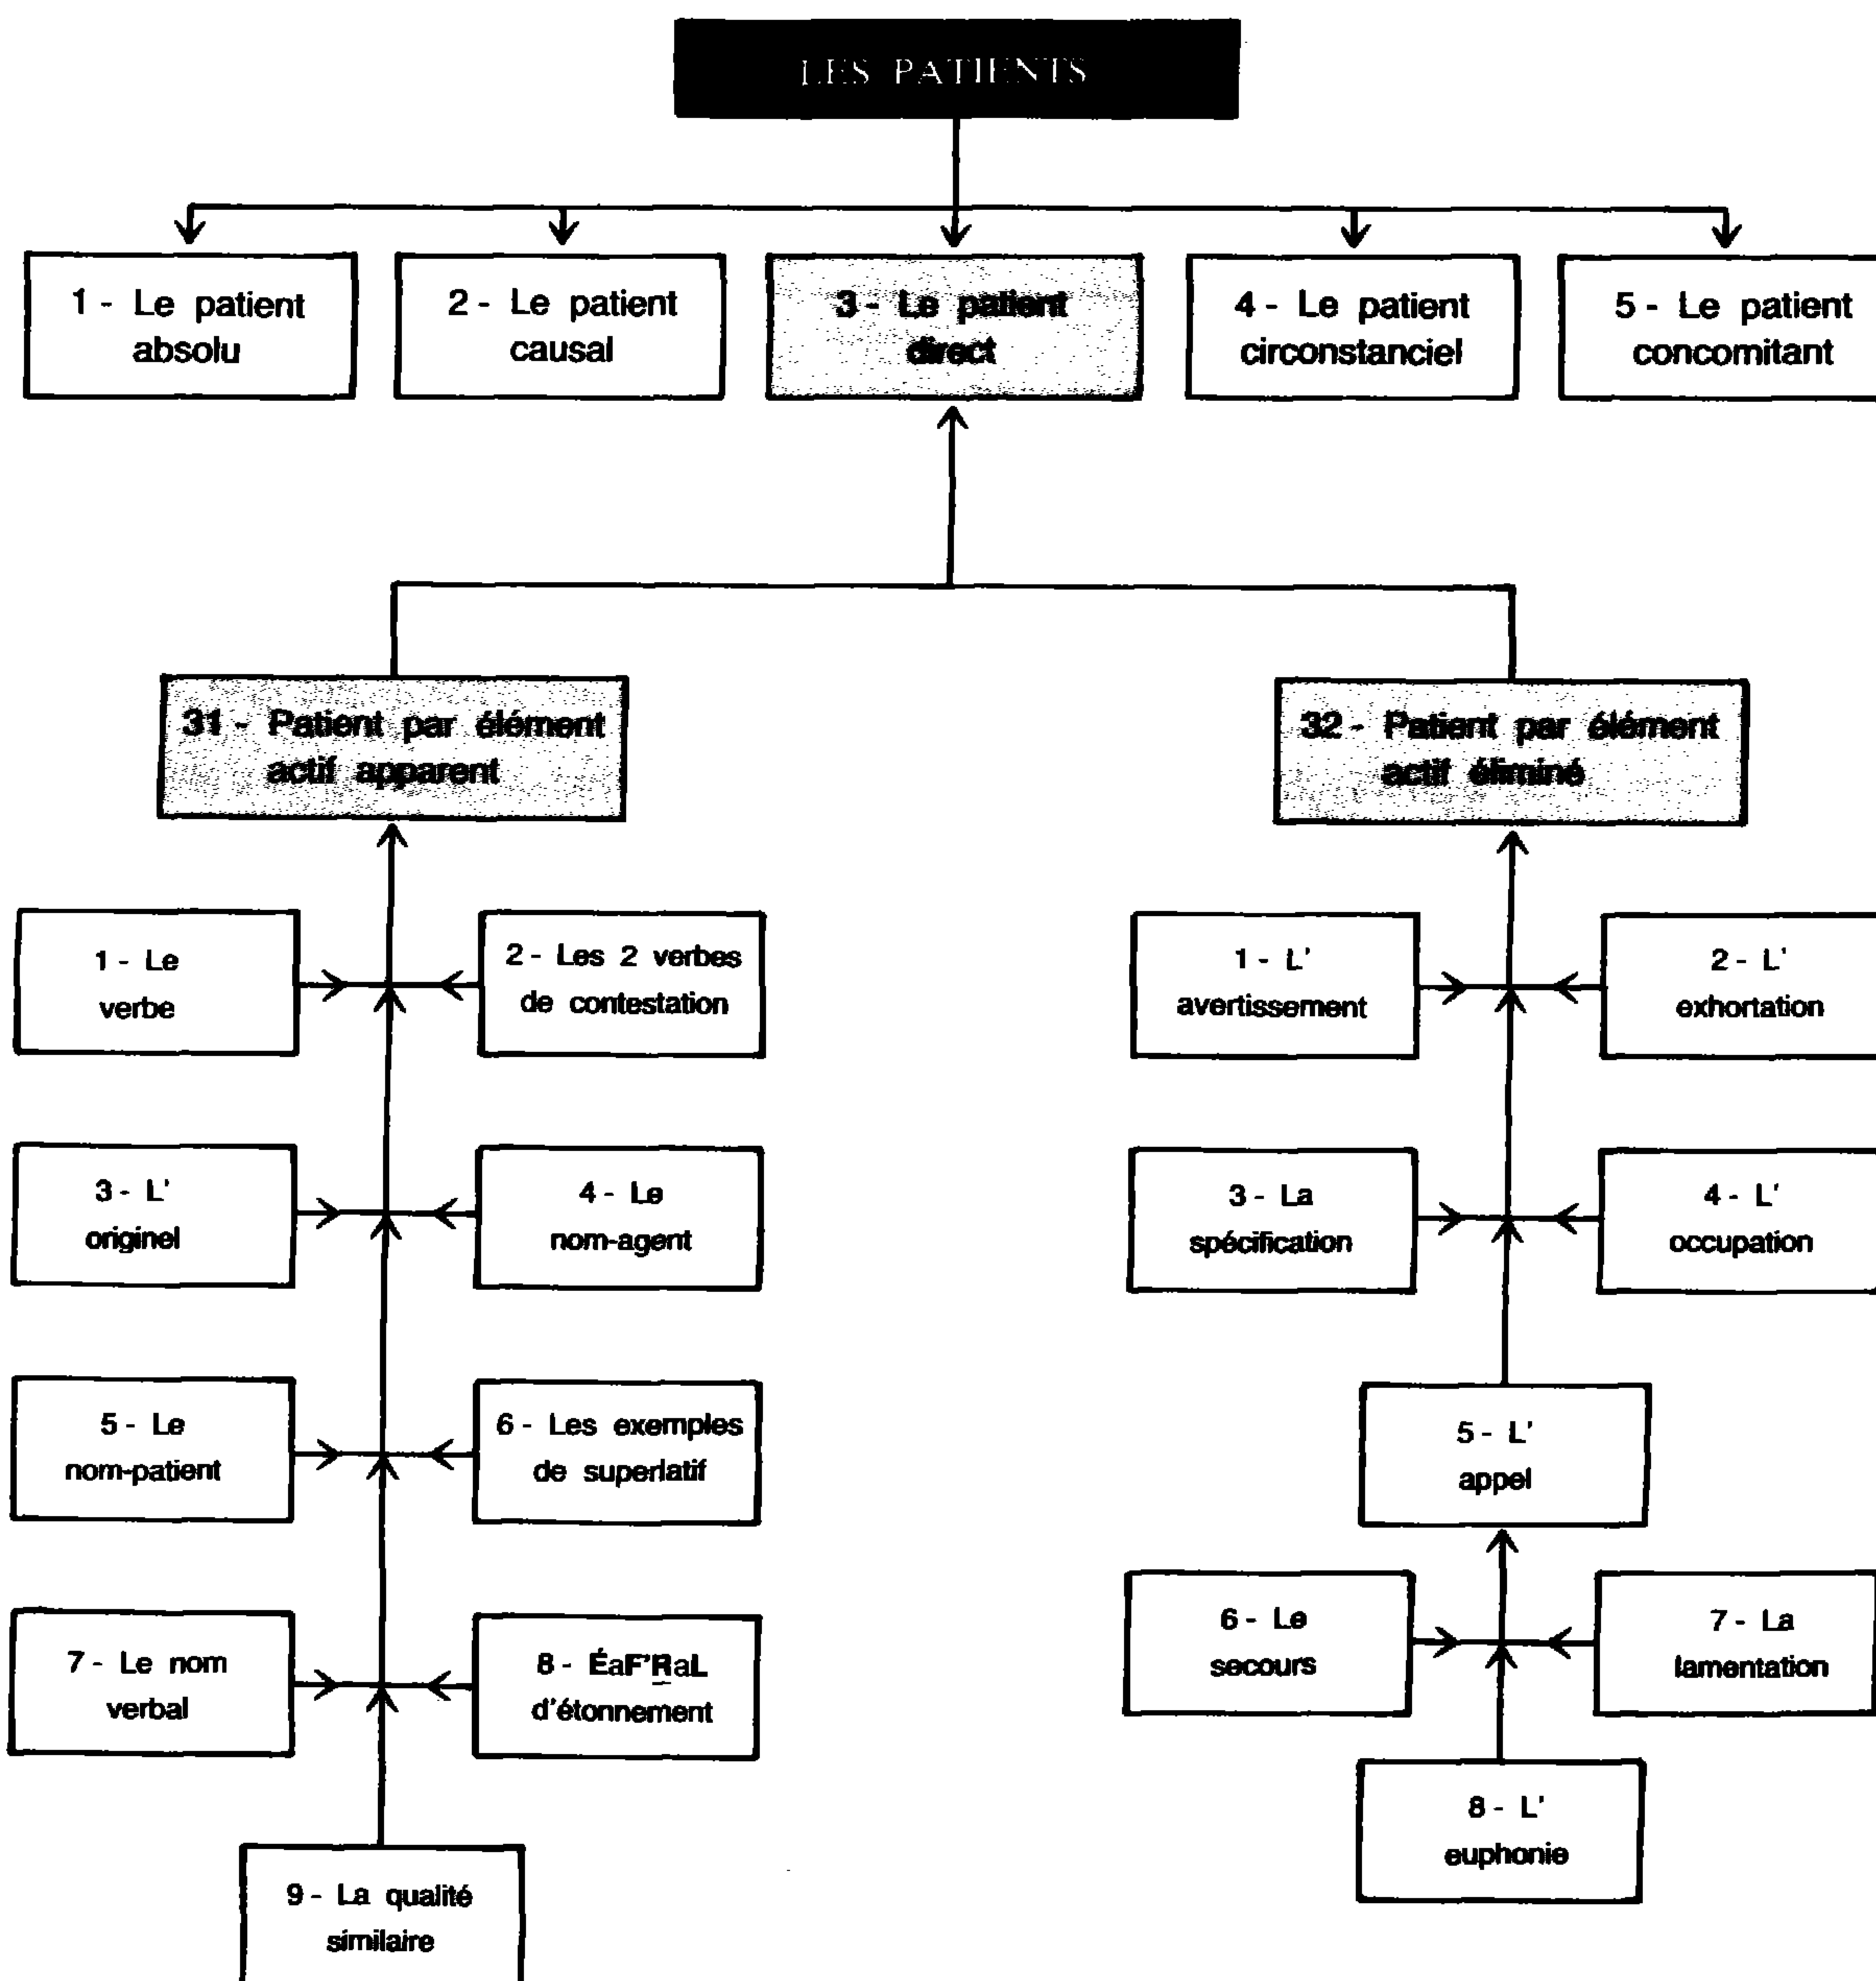 LES PATIENTS
1 - Le patient
absolu
2 - Le patient
causal
3 - Le patient
direct
4 - Le patient
circonstanciel
5 - Le patient
concomitant
31 - Patient par élément
actif apparent
32 - Patient par élément
actif éliminé
1 - Le
verbe
2 - Les 2 verbes
de contestation
1 - L'
avertissement
2 - L'
exhortation
3 - L'
originel
4 - Le
nom-agent
3 - La
spécification
4 - L'
occupation
5 - Le
nom-patient
6 - Les exemples
de superlatif
5 - L'
appel
7 - Le nom
verbal
8 - ÉaF'RaL
d'étonnement
6 - Le
secours
7 - La
lamentation
8 - L'
euphonie
9 - La qualité
similaire